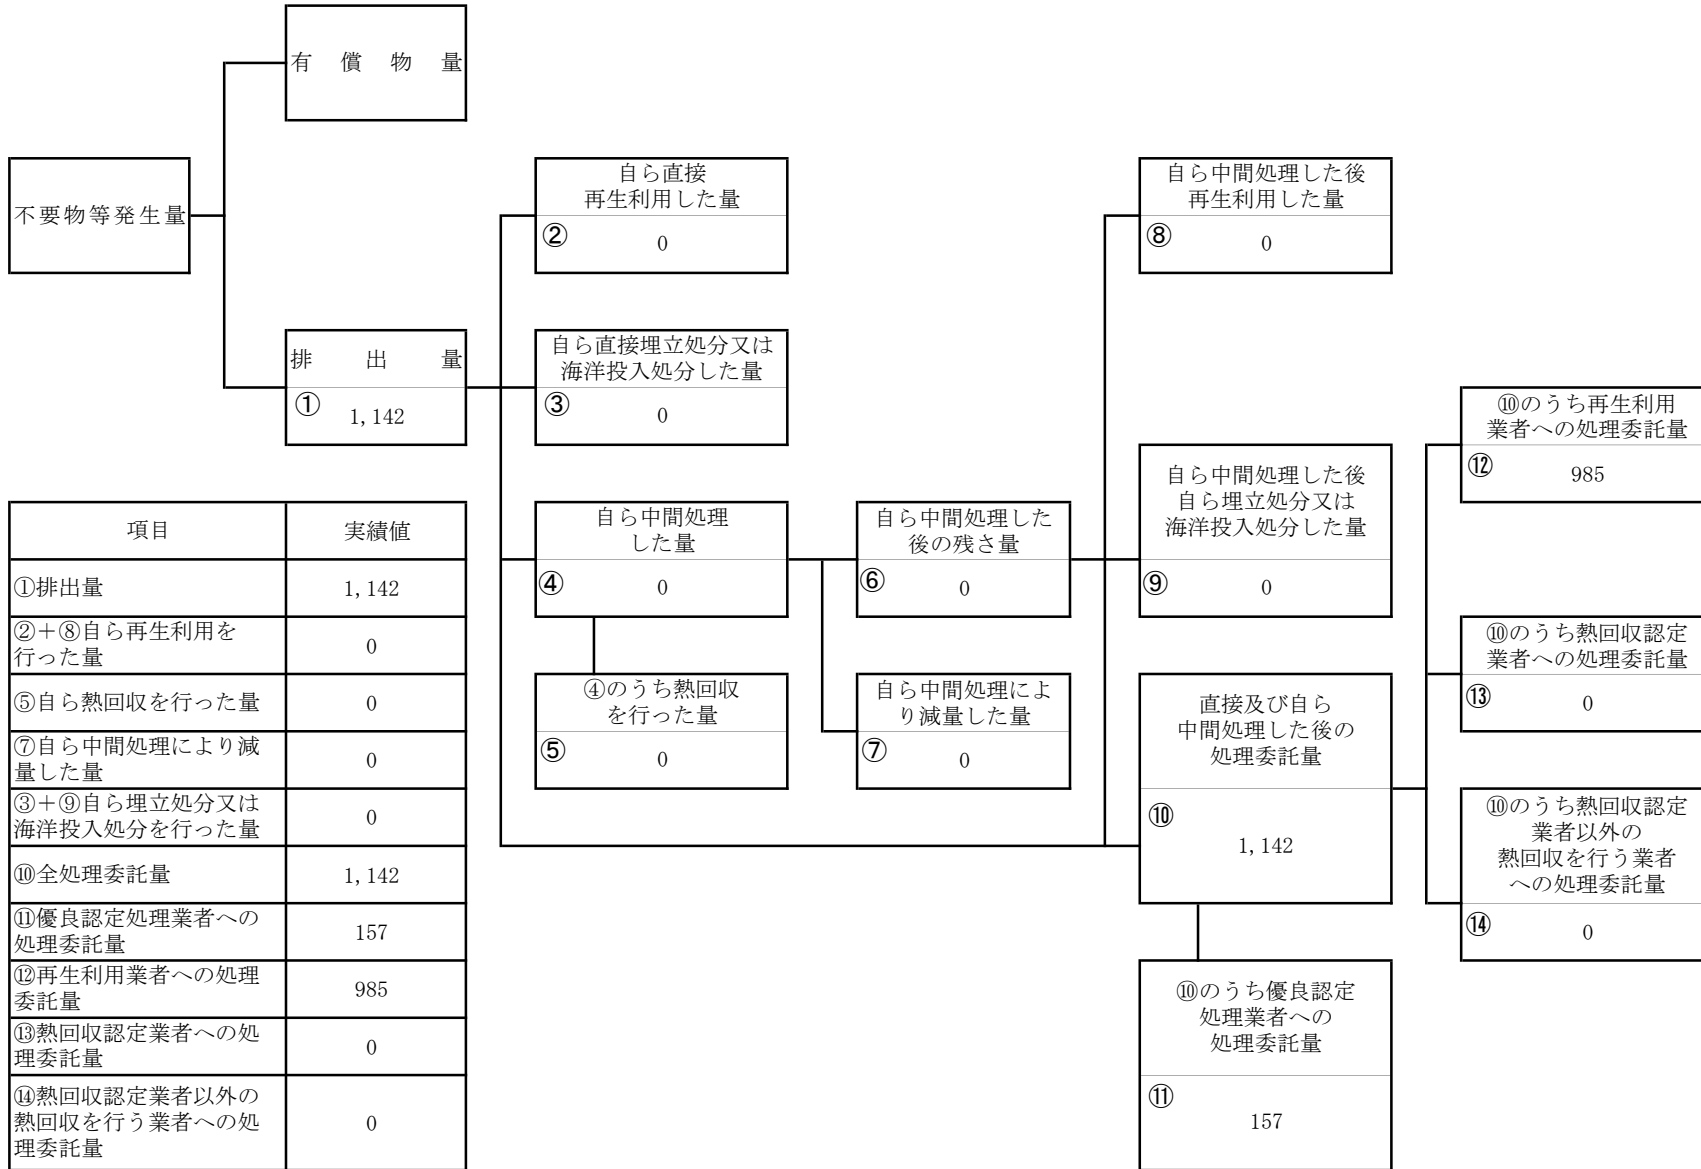 有償物量
不要物等発生量
自ら直接
再生利用した量
②
0
自ら中間処理した後
再生利用した量
⑧
0
排出量
①
1,142
自ら直接埋立処分又は
海洋投入処分した量
③
0
⑩のうち再生利用
業者への処理委託量
⑫
985
自ら中間処理
した量
④
0
自ら中間処理した
後の残さ量
⑥
0
自ら中間処理した後
自ら埋立処分又は
海洋投入処分した量
⑨
0
⑩のうち熱回収認定
業者への処理委託量
⑬
0
④のうち熱回収
を行った量
⑤
0
自ら中間処理によ
り減量した量
⑦
0
直接及び自ら
中間処理した後の
処理委託量
⑩
1,142
⑩のうち熱回収認定
業者以外の
熱回収を行う業者
への処理委託量
⑭
0
⑩のうち優良認定
処理業者への
処理委託量
⑪
157
項目 実績値
①排出量 1,142
②＋⑧自ら再生利用を
行った量 0
⑤自ら熱回収を行った量 0
⑦自ら中間処理により減
量した量 0
③＋⑨自ら埋立処分又は
海洋投入処分を行った量 0
⑩全処理委託量 1,142
⑪優良認定処理業者への
処理委託量 157
⑫再生利用業者への処理
委託量 985
⑬熱回収認定業者への処
理委託量 0
⑭熱回収認定業者以外の
熱回収を行う業者への処
理委託量 0